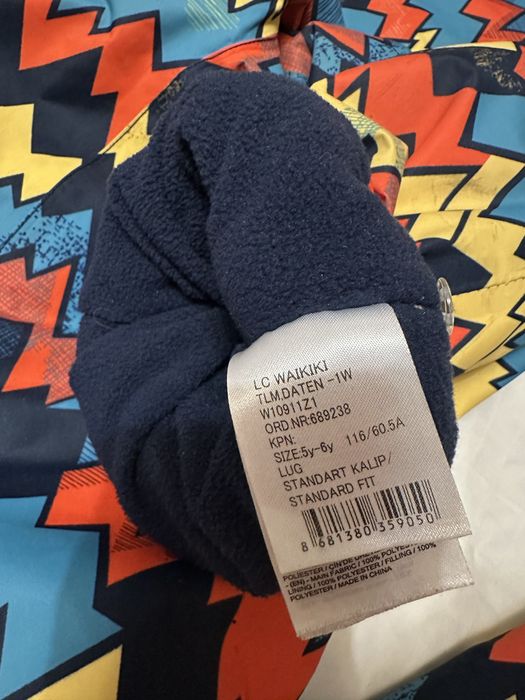 LC WAIKIKI
TLM.DATEN -1W
W10911Z1
ORD.NR:689238
KPN:
SIZE:5y-6y 116/60.5A
LUG
STANDART KALIP/
STANDARD FIT
8 681380 359050
POLIESTER / ÇİN'DE
(EN) - MAIN FABRIC / 100% POLYESTER /
LINING / 100% POLYESTER / FILLING / 100%
POLYESTER / MADE IN CHINA